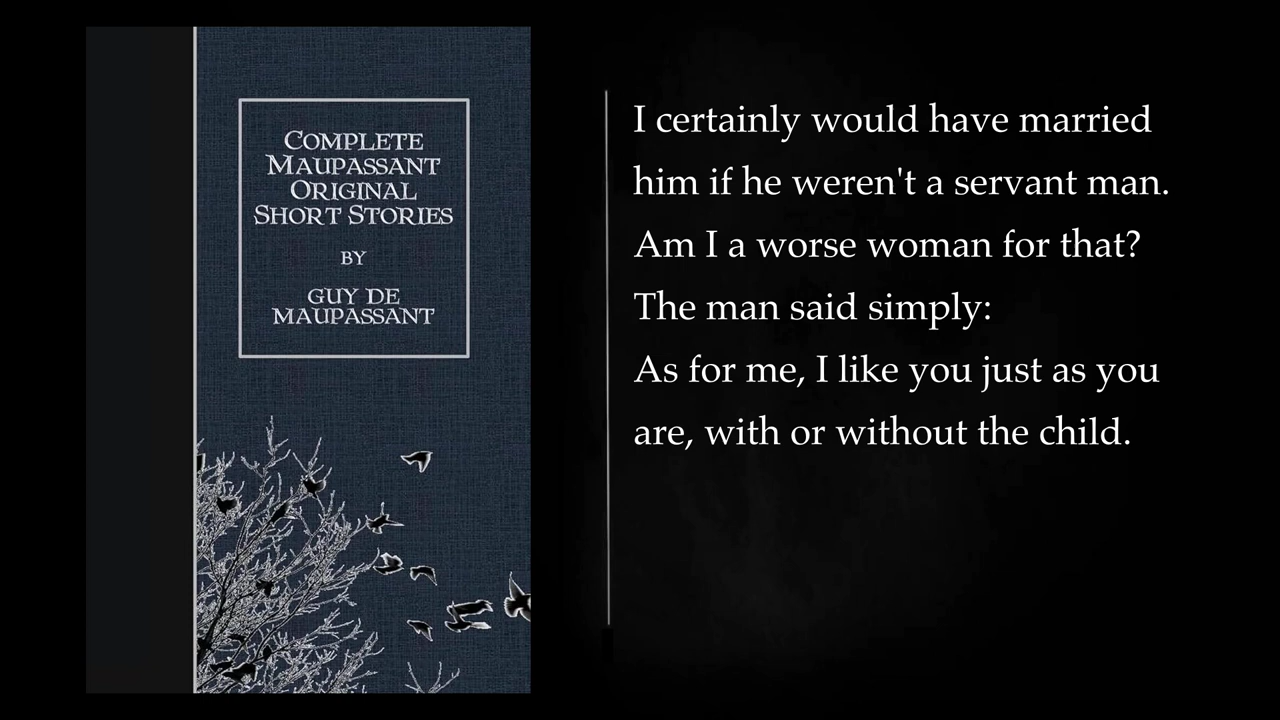 COMPLETE
MAUPASSANT
ORIGINAL
SHORT STORIES
BY
GUY DE
MAUPASSANT
I certainly would have married
him if he weren't a servant man.
Am I a worse woman for that?
The man said simply:
As for me, I like you just as you
are, with or without the child.